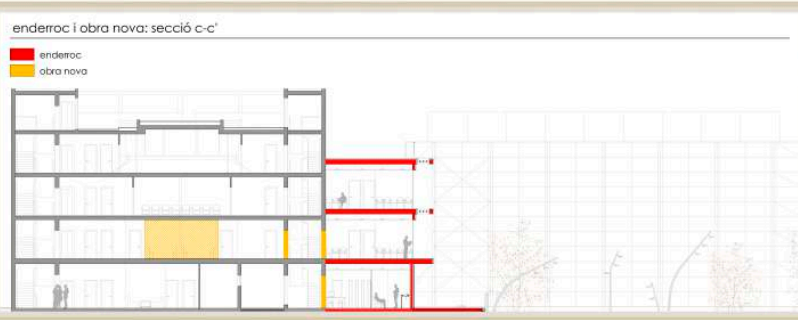 enderroc i obra nova: secció c-c'
enderroc
obra nova